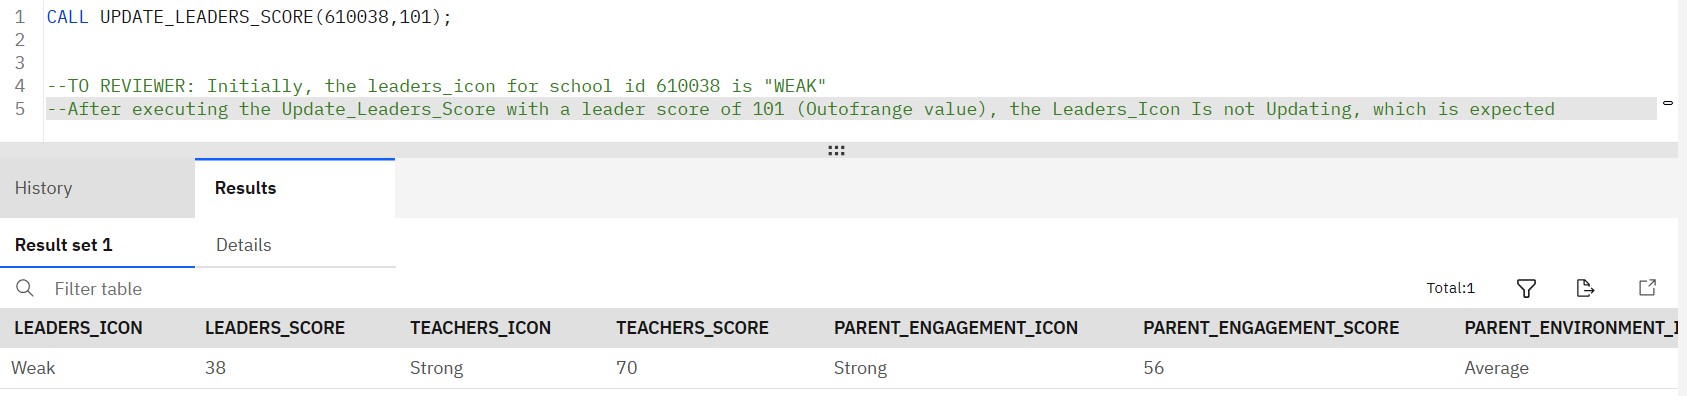 1 CALL UPDATE_LEADERS_SCORE(610038,101);
2
3
4 --TO REVIEWER: Initially, the leaders_icon for school id 610038 is "WEAK"
5 --After executing the Update_Leaders_Score with a leader score of 101 (Outofrange value), the Leaders_Icon Is not Updating, which is expected
History Results
Result set 1 Details
Filter table Total:1
LEADERS_ICON LEADERS_SCORE TEACHERS_ICON TEACHERS_SCORE PARENT_ENGAGEMENT_ICON PARENT_ENGAGEMENT_SCORE PARENT_ENVIRONMENT_I
Weak 38 Strong 70 Strong 56 Average